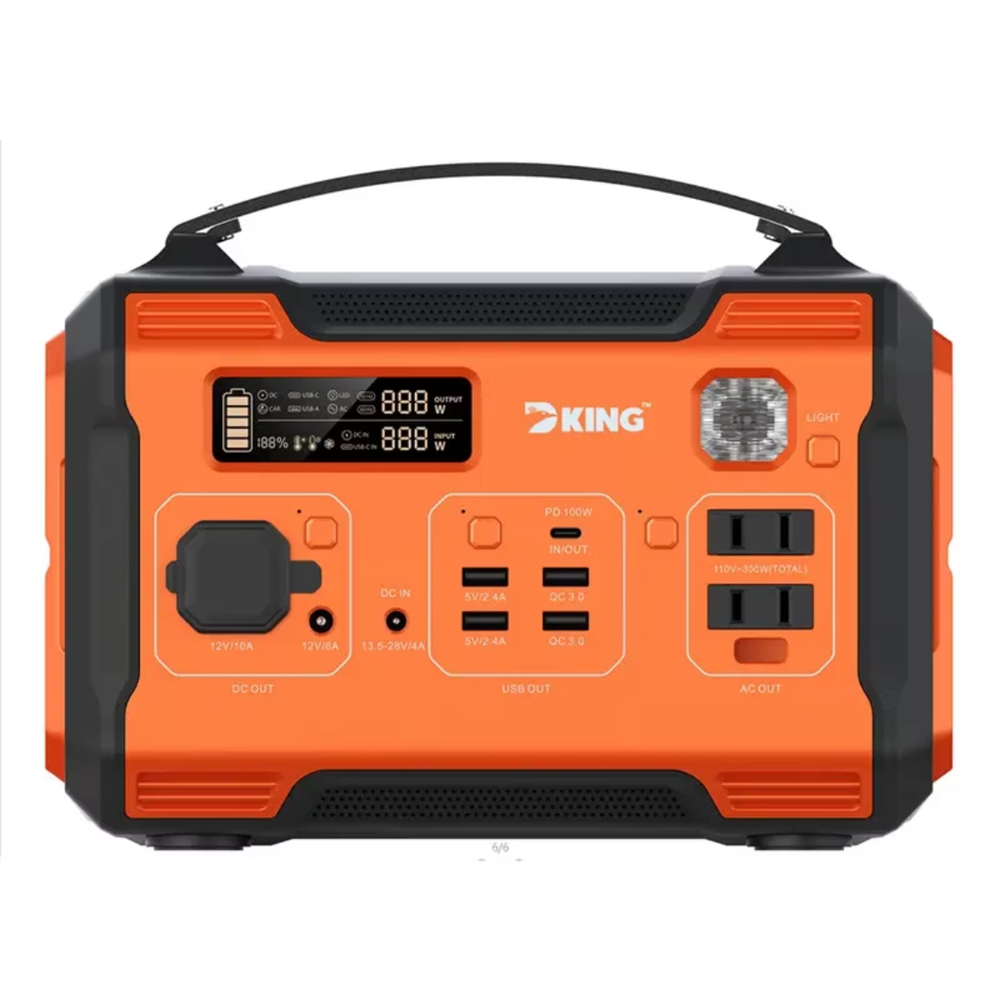 DC USB-C LED
CAR USB-A AC
888 OUTPUT
W
188%
DC IN
USB-C IN
888 INPUT
W
DKING™
LIGHT
PD 100W
IN/OUT
5V/2.4A QC 3.0
5V/2.4A QC 3.0
110V~300W(TOTAL)
DC IN
12V/10A 12V/8A 13.5-28V/4A
DC OUT USB OUT AC OUT
6/6